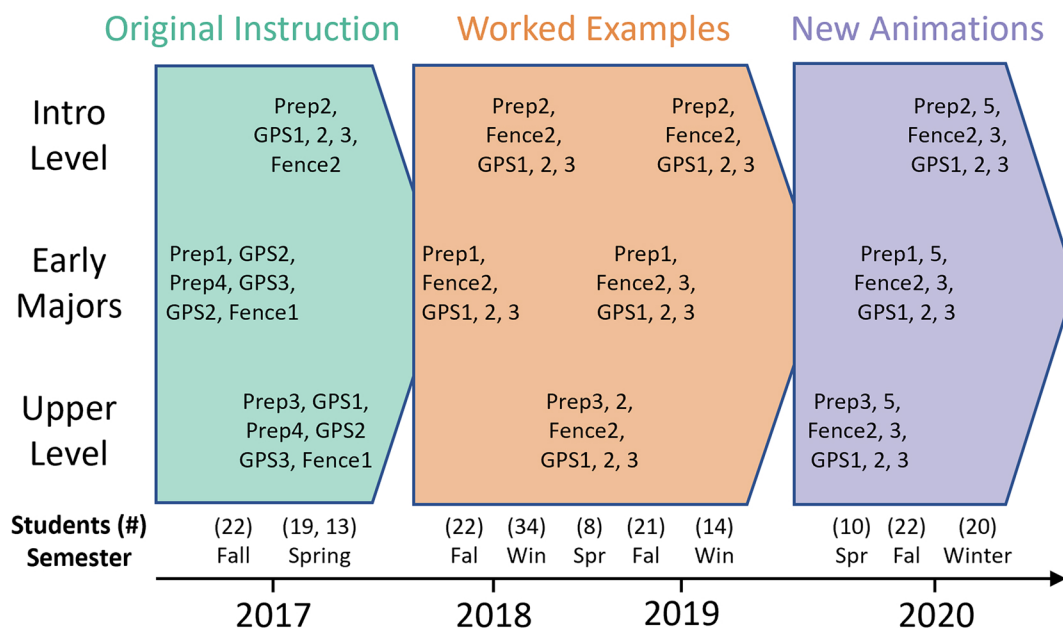 Original Instruction
Worked Examples
New Animations
Intro
Level
Prep2,
GPS1, 2, 3,
Fence2
Prep2,
Fence2,
GPS1, 2, 3
Prep2,
Fence2,
GPS1, 2, 3
Prep2, 5,
Fence2, 3,
GPS1, 2, 3
Early
Majors
Prep1, GPS2,
Prep4, GPS3,
GPS2, Fence1
Prep1,
Fence2,
GPS1, 2, 3
Prep1,
Fence2, 3,
GPS1, 2, 3
Prep1, 5,
Fence2, 3,
GPS1, 2, 3
Upper
Level
Prep3, GPS1,
Prep4, GPS2
GPS3, Fence1
Prep3, 2,
Fence2,
GPS1, 2, 3
Prep3, 5,
Fence2, 3,
GPS1, 2, 3
Students (#) (22) (19, 13) (22) (34) (8) (21) (14) (10) (22) (20)
Semester Fall Spring Fal Win Spr Fal Win Spr Fal Winter
2017 2018 2019 2020